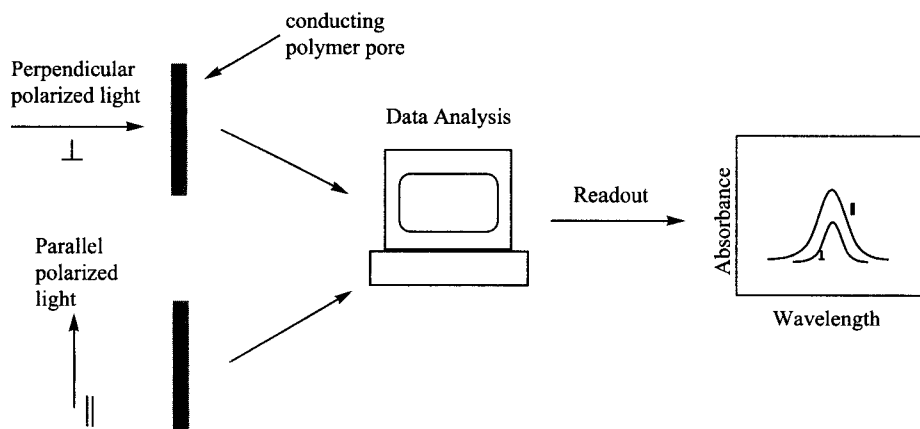 conducting
polymer pore
Perpendicular
polarized light
⊥
Data Analysis
Readout
Absorbance
Wavelength
Parallel
polarized
light
||